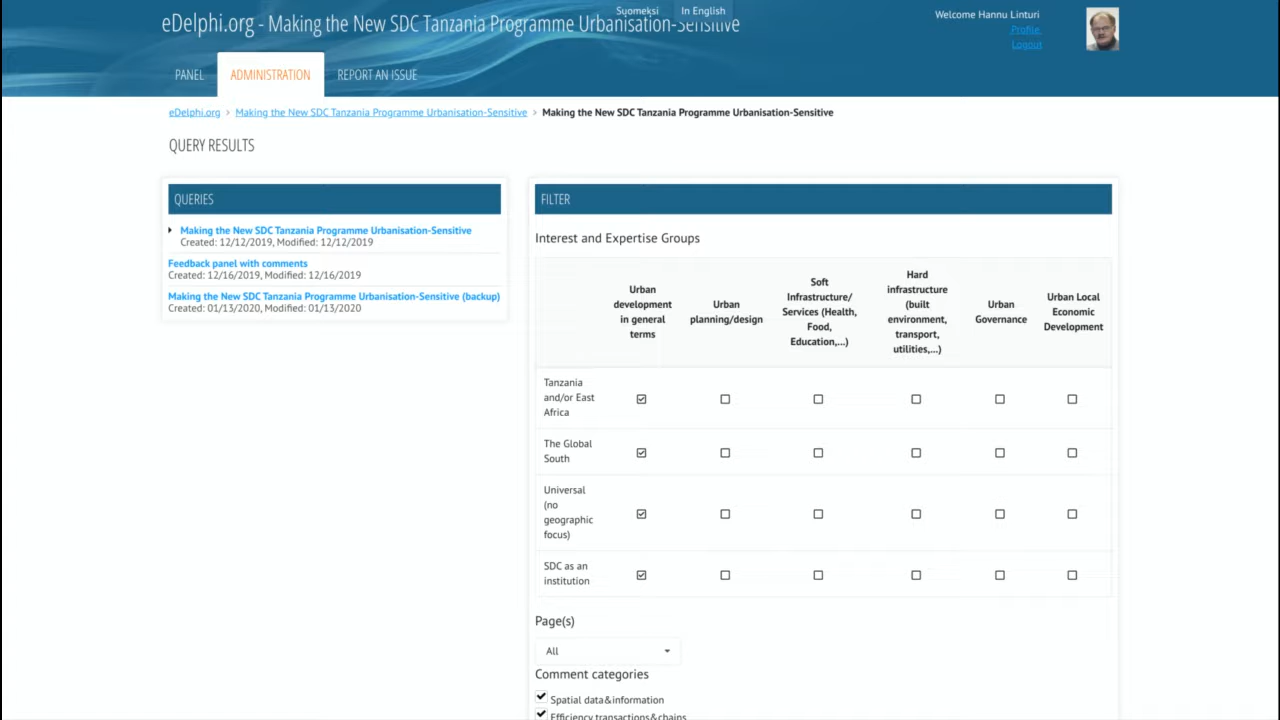 Suomeksi In English
eDelphi.org - Making the New SDC Tanzania Programme Urbanisation-Sensitive
Welcome Hannu Linturi
Profile
Logout
PANEL ADMINISTRATION REPORT AN ISSUE
eDelphi.org > Making the New SDC Tanzania Programme Urbanisation-Sensitive > Making the New SDC Tanzania Programme Urbanisation-Sensitive
QUERY RESULTS
QUERIES
Making the New SDC Tanzania Programme Urbanisation-Sensitive
Created: 12/12/2019, Modified: 12/12/2019
Feedback panel with comments
Created: 12/16/2019, Modified: 12/16/2019
Making the New SDC Tanzania Programme Urbanisation-Sensitive (backup)
Created: 01/13/2020, Modified: 01/13/2020
FILTER
Interest and Expertise Groups
Urban
development
in general
terms
Urban
planning/design
Soft
Infrastructure/
Services (Health,
Food,
Education,...)
Hard
infrastructure
(built
environment,
transport,
utilities,...)
Urban
Governance
Urban Local
Economic
Development
Tanzania
and/or East
Africa
The Global
South
Universal
(no
geographic
focus)
SDC as an
institution
Page(s)
All
Comment categories
Spatial data&information
Efficiency transactions&chains